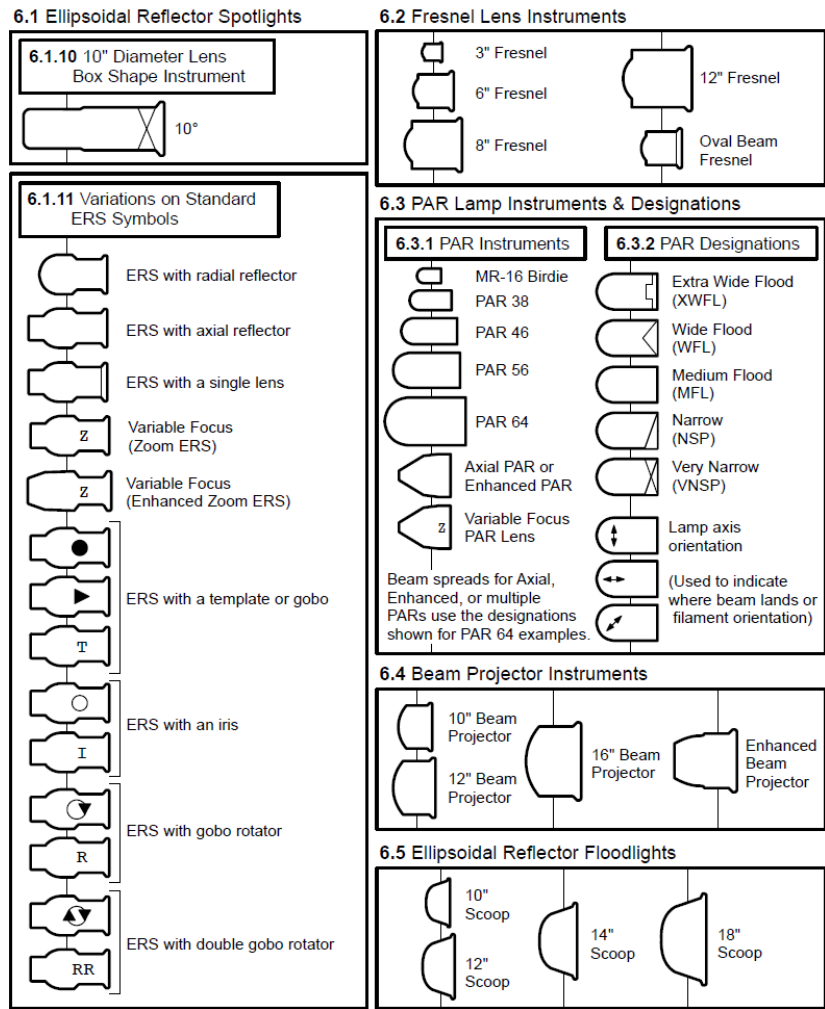 6.1 Ellipsoidal Reflector Spotlights
6.1.10 10" Diameter Lens
Box Shape Instrument
10°
6.1.11 Variations on Standard
ERS Symbols
ERS with radial reflector
ERS with axial reflector
ERS with a single lens
Z
Variable Focus
(Zoom ERS)
Z
Variable Focus
(Enhanced Zoom ERS)
ERS with a template or gobo
T
ERS with an iris
I
ERS with gobo rotator
R
ERS with double gobo rotator
RR
6.2 Fresnel Lens Instruments
3" Fresnel
6" Fresnel
8" Fresnel
12" Fresnel
Oval Beam
Fresnel
6.3 PAR Lamp Instruments & Designations
6.3.1 PAR Instruments
MR-16 Birdie
PAR 38
PAR 46
PAR 56
PAR 64
Axial PAR or
Enhanced PAR
Z
Variable Focus
PAR Lens
Beam spreads for Axial,
Enhanced, or multiple
PARs use the designations
shown for PAR 64 examples.
6.3.2 PAR Designations
Extra Wide Flood
(XWFL)
Wide Flood
(WFL)
Medium Flood
(MFL)
Narrow
(NSP)
Very Narrow
(VNSP)
Lamp axis
orientation
(Used to indicate
where beam lands or
filament orientation)
6.4 Beam Projector Instruments
10" Beam
Projector
12" Beam
Projector
16" Beam
Projector
Enhanced
Beam
Projector
6.5 Ellipsoidal Reflector Floodlights
10"
Scoop
12"
Scoop
14"
Scoop
18"
Scoop